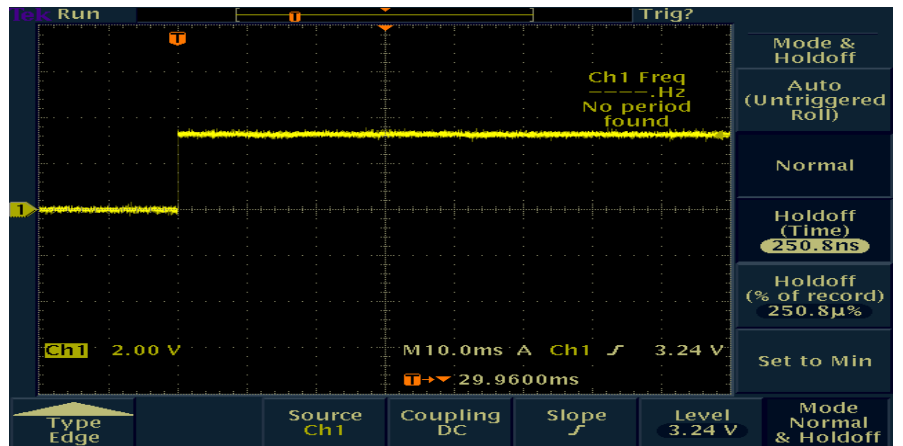 Tek Run
Trig?
T
T
Ch1 Freq
----.Hz
No period
found
1
Ch1 2.00 V
M10.0ms A Ch1 3.24 V
T 29.9600ms
Mode &
Holdoff
Auto
(Untriggered
Roll)
Normal
Holdoff
(Time)
250.8ns
Holdoff
(% of record)
250.8µ%
Set to Min
Type
Edge
Source
Ch1
Coupling
DC
Slope
Level
3.24 V
Mode
Normal
& Holdoff